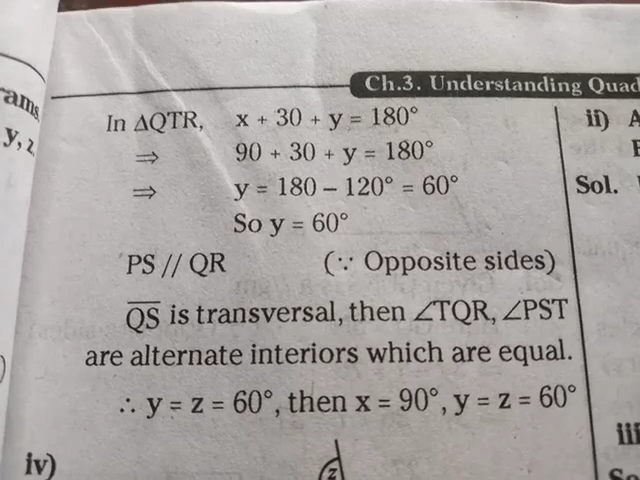 Ch.3. Understanding Quad
ams,
y, z
In ΔQTR, x + 30 + y = 180°
⇒ 90 + 30 + y = 180°
⇒ y = 180 – 120° = 60°
So y = 60°
PS // QR (∵ Opposite sides)
QS is transversal, then ∠TQR, ∠PST
are alternate interiors which are equal.
∴ y = z = 60°, then x = 90°, y = z = 60°
iv)
z
ii) A
Sol.
iii